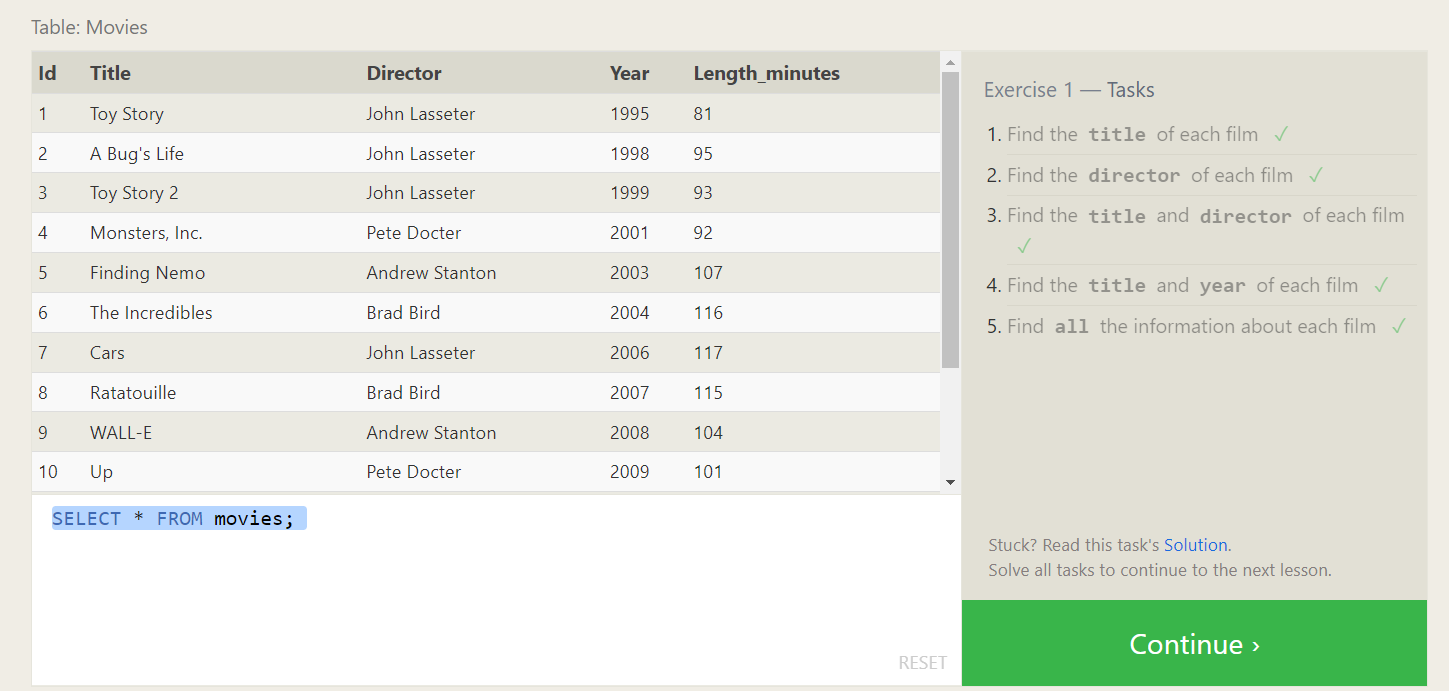 Table: Movies
Id Title Director Year Length_minutes
1 Toy Story John Lasseter 1995 81
2 A Bug's Life John Lasseter 1998 95
3 Toy Story 2 John Lasseter 1999 93
4 Monsters, Inc. Pete Docter 2001 92
5 Finding Nemo Andrew Stanton 2003 107
6 The Incredibles Brad Bird 2004 116
7 Cars John Lasseter 2006 117
8 Ratatouille Brad Bird 2007 115
9 WALL-E Andrew Stanton 2008 104
10 Up Pete Docter 2009 101
SELECT * FROM movies;
RESET
Exercise 1 — Tasks
1. Find the title of each film ✓
2. Find the director of each film ✓
3. Find the title and director of each film
✓
4. Find the title and year of each film ✓
5. Find all the information about each film ✓
Stuck? Read this task's Solution.
Solve all tasks to continue to the next lesson.
Continue ›